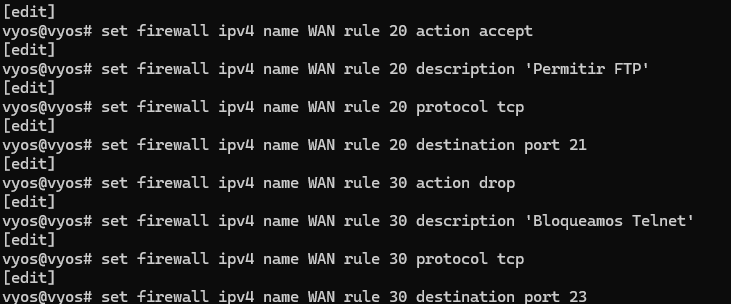 [edit]
vyos@vyos# set firewall ipv4 name WAN rule 20 action accept
[edit]
vyos@vyos# set firewall ipv4 name WAN rule 20 description 'Permitir FTP'
[edit]
vyos@vyos# set firewall ipv4 name WAN rule 20 protocol tcp
[edit]
vyos@vyos# set firewall ipv4 name WAN rule 20 destination port 21
[edit]
vyos@vyos# set firewall ipv4 name WAN rule 30 action drop
[edit]
vyos@vyos# set firewall ipv4 name WAN rule 30 description 'Bloqueamos Telnet'
[edit]
vyos@vyos# set firewall ipv4 name WAN rule 30 protocol tcp
[edit]
vyos@vyos# set firewall ipv4 name WAN rule 30 destination port 23